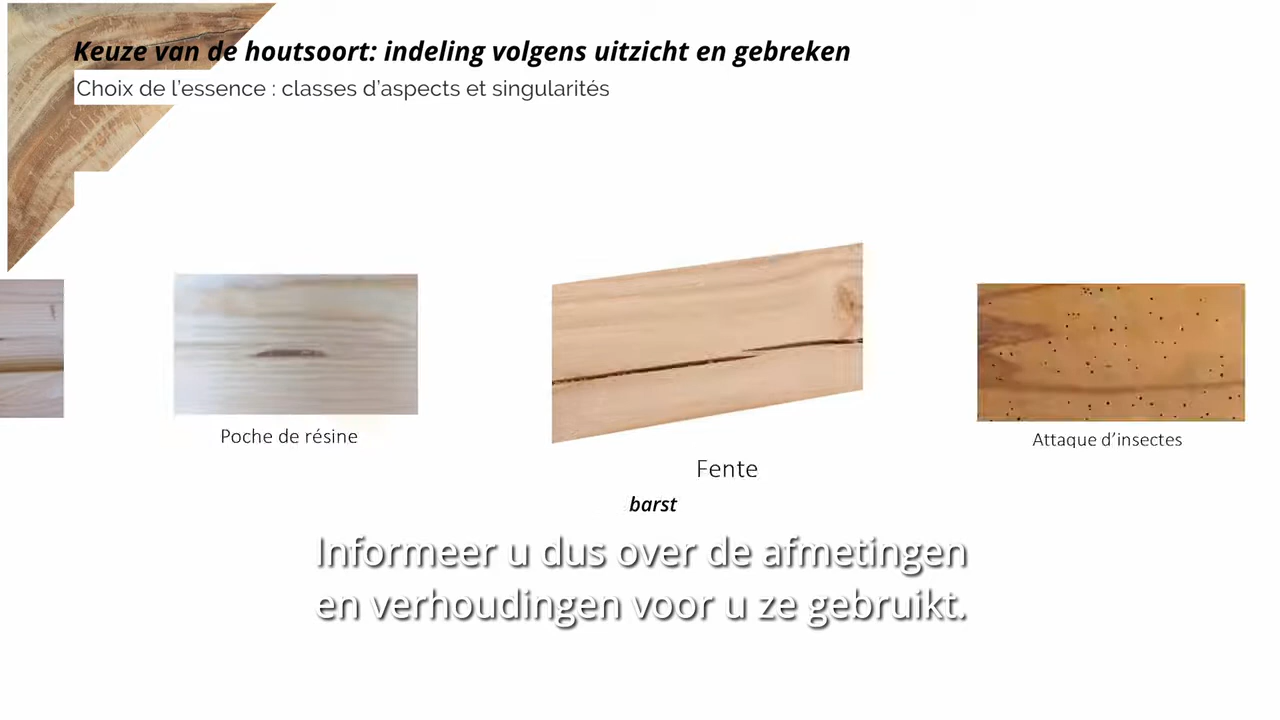 Keuze van de houtsoort: indeling volgens uitzicht en gebreken
Choix de l’essence : classes d’aspects et singularités
Poche de résine
Fente
Attaque d’insectes
barst
Informeer u dus over de afmetingen
en verhoudingen voor u ze gebruikt.